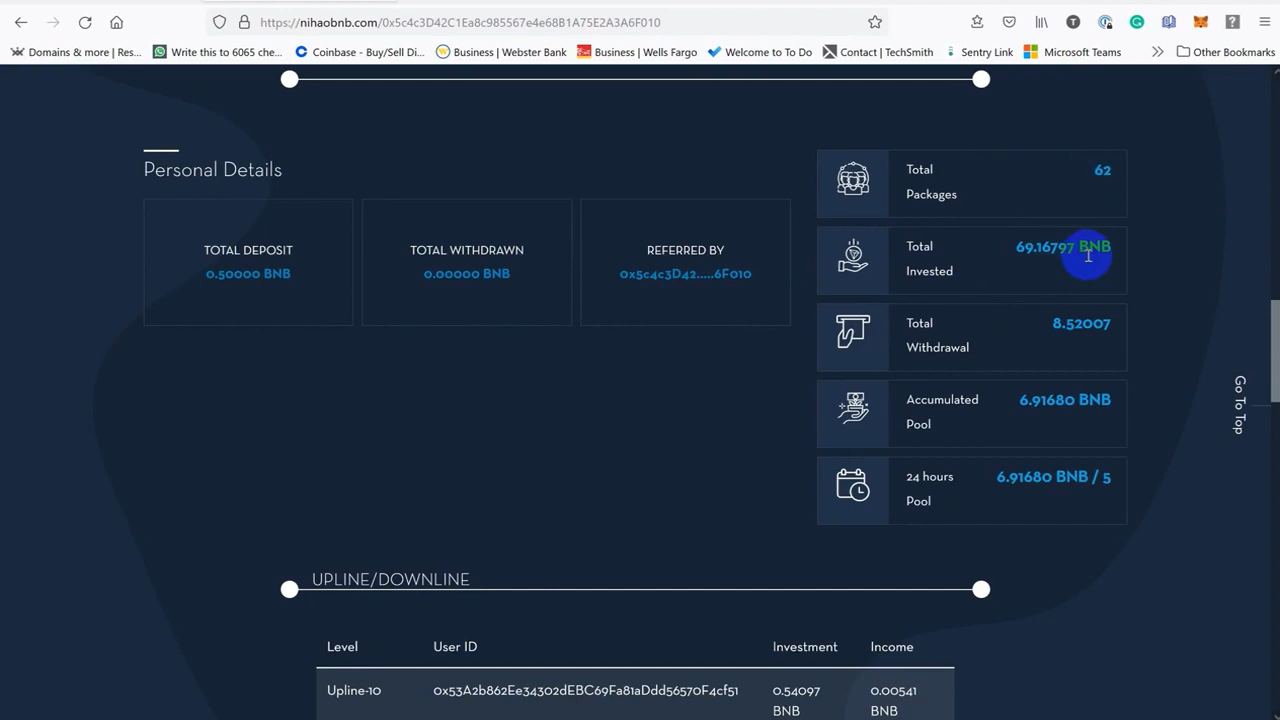 https://nihaobnb.com/0x5c4c3D42C1Ea8c985567e4e68B1A75E2A3A6F010
Domains & more | Res...
Write this to 6065 che...
Coinbase - Buy/Sell Di...
Business | Webster Bank
Business | Wells Fargo
Welcome to To Do
Contact | TechSmith
Sentry Link
Microsoft Teams
Other Bookmarks
Personal Details
TOTAL DEPOSIT
0.50000 BNB
TOTAL WITHDRAWN
0.00000 BNB
REFERRED BY
0x5c4c3D42.....6F010
Total Packages
62
Total Invested
69.16797 BNB
Total Withdrawal
8.52007
Accumulated Pool
6.91680 BNB
24 hours Pool
6.91680 BNB / 5
Go To Top
UPLINE/DOWNLINE
Level User ID Investment Income
Upline-10 0x53A2b862Ee34302dEBC69Fa81aDdd56570F4cf51 0.54097 BNB 0.00541 BNB